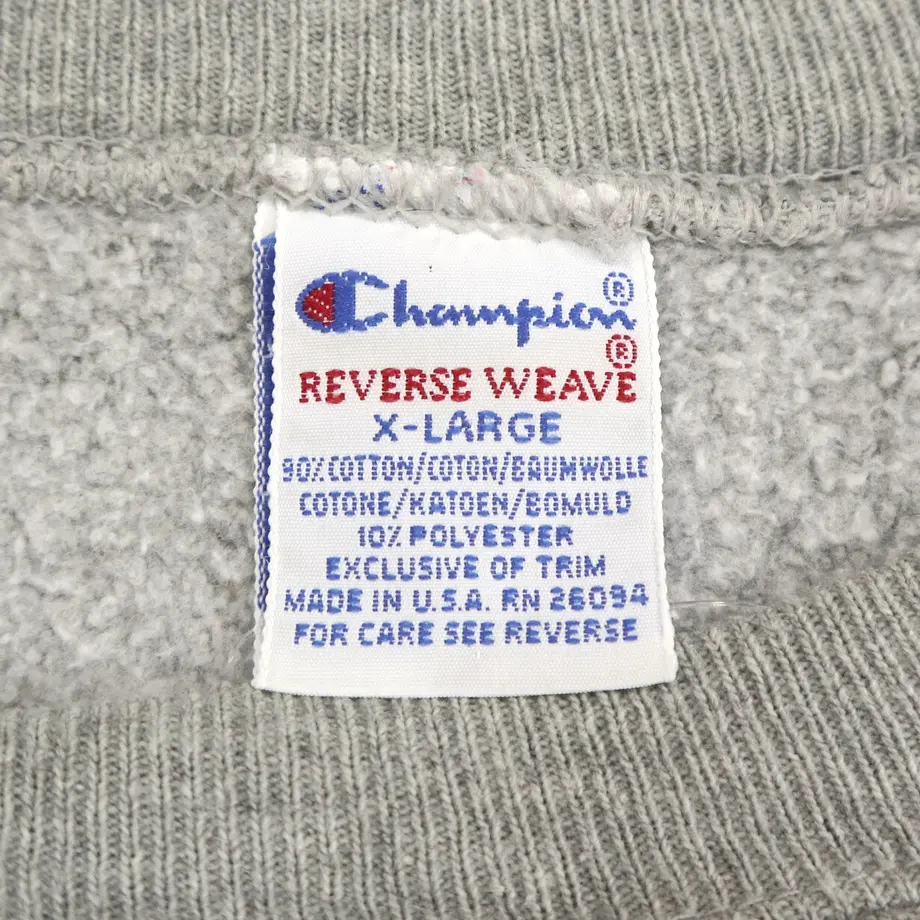 Champion®
REVERSE WEAVE®
X-LARGE
90% COTTON/COTON/BAUMWOLLE
COTONE/KATOEN/BOMULD
10% POLYESTER
EXCLUSIVE OF TRIM
MADE IN U.S.A. RN 26094
FOR CARE SEE REVERSE